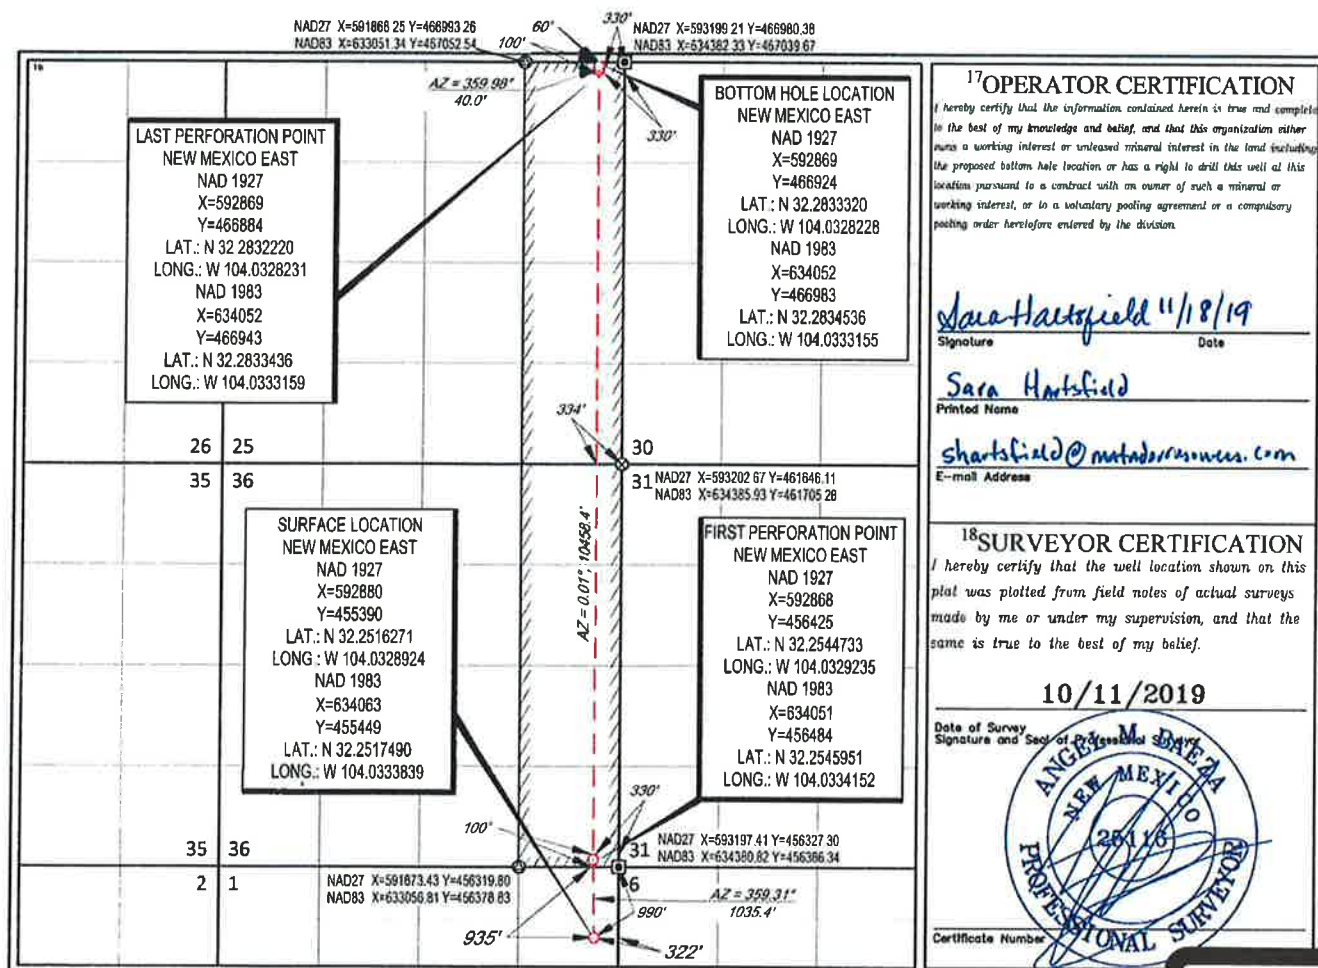 NAD27 X=591868 25 Y=466993 26
NAD83 X=633051.34 Y=467052.54
60'
100'
330'
NAD27 X=593199 21 Y=466980.38
NAD83 X=634382 33 Y=467039.67
AZ = 359.98°
40.0'
330'
LAST PERFORATION POINT
NEW MEXICO EAST
NAD 1927
X=592869
Y=466884
LAT.: N 32.2832220
LONG.: W 104.0328231
NAD 1983
X=634052
Y=466943
LAT.: N 32.2833436
LONG.: W 104.0333159
BOTTOM HOLE LOCATION
NEW MEXICO EAST
NAD 1927
X=592869
Y=466924
LAT.: N 32.2833320
LONG.: W 104.0328228
NAD 1983
X=634052
Y=466983
LAT.: N 32.2834536
LONG.: W 104.0333155
334'
26 25
35 36
30
31
NAD27 X=593202 67 Y=461646.11
NAD83 X=634385.93 Y=461705 28
AZ = 0.01°, 10458.4'
SURFACE LOCATION
NEW MEXICO EAST
NAD 1927
X=592880
Y=455390
LAT.: N 32.2516271
LONG : W 104.0328924
NAD 1983
X=634063
Y=455449
LAT.: N 32.2517490
LONG.: W 104.0333839
FIRST PERFORATION POINT
NEW MEXICO EAST
NAD 1927
X=592868
Y=456425
LAT.: N 32.2544733
LONG.: W 104.0329235
NAD 1983
X=634051
Y=456484
LAT.: N 32.2545951
LONG.: W 104.0334152
330'
100'
35 36
2 1
31
6
NAD27 X=593197.41 Y=456327.30
NAD83 X=634380.82 Y=456386.34
NAD27 X=591873.43 Y=456319.80
NAD83 X=633056.81 Y=456378 83
AZ = 359.31°
1035.4'
990'
935'
322'
17 OPERATOR CERTIFICATION
I hereby certify that the information contained herein is true and complete
to the best of my knowledge and belief, and that this organization either
owns a working interest or unleased mineral interest in the land including
the proposed bottom hole location or has a right to drill this well at this
location pursuant to a contract with an owner of such a mineral or
working interest, or to a voluntary pooling agreement or a compulsory
pooling order heretofore entered by the division
Sara Hartsfield 11/18/19
Signature Date
Sara Hartsfield
Printed Name
shartsfield@matadorresources.com
E-mail Address
18 SURVEYOR CERTIFICATION
I hereby certify that the well location shown on this
plat was plotted from field notes of actual surveys
made by me or under my supervision, and that the
same is true to the best of my belief.
10/11/2019
Date of Survey
Signature and Seal of Professional Surveyor
ANGEL M. BAEZA
NEW MEXICO
25116
PROFESSIONAL SURVEYOR
Certificate Number